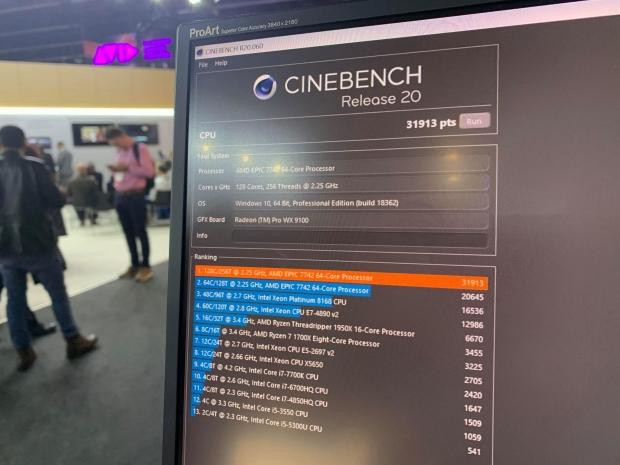 ProArt Superior Color Accuracy 3840 x 2160
CINEBENCH R20.060
File Help
CINEBENCH
Release 20
31913 pts Run
CPU
Your System
Processor AMD EPYC 7742 64-Core Processor
Cores x GHz 128 Cores, 256 Threads @ 2.25 GHz
OS Windows 10, 64 Bit, Professional Edition (build 18362)
GFX Board Radeon (TM) Pro WX 9100
Info
Ranking
1. 128C/256T @ 2.25 GHz, AMD EPYC 7742 64-Core Processor 31913
2. 64C/128T @ 2.25 GHz, AMD EPYC 7742 64-Core Processor 20645
3. 48C/96T @ 2.7 GHz, Intel Xeon Platinum 8168 CPU 16536
4. 60C/120T @ 2.8 GHz, Intel Xeon CPU E7-4890 v2 12986
5. 16C/32T @ 3.4 GHz, AMD Ryzen Threadripper 1950X 16-Core Processor 6670
6. 8C/16T @ 3.4 GHz, AMD Ryzen 7 1700X Eight-Core Processor 3455
7. 12C/24T @ 2.7 GHz, Intel Xeon CPU E5-2697 v2 3225
8. 12C/24T @ 2.66 GHz, Intel Xeon CPU X5650 2705
9. 4C/8T @ 4.2 GHz, Intel Core i7-7700K CPU 2420
10. 4C/8T @ 2.6 GHz, Intel Core i7-6700HQ CPU 1647
11. 4C/8T @ 2.3 GHz, Intel Core i7-4850HQ CPU 1509
12. 4C @ 3.3 GHz, Intel Core i5-3550 CPU 1059
13. 2C/4T @ 2.3 GHz, Intel Core i5-5300U CPU 541